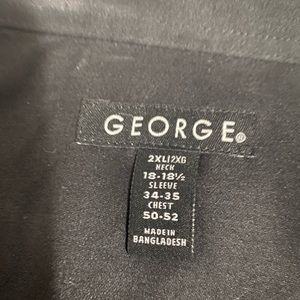 GEORGE®
2XL/2XG
NECK
18-18½
SLEEVE
34-35
CHEST
50-52
MADE IN
BANGLADESH